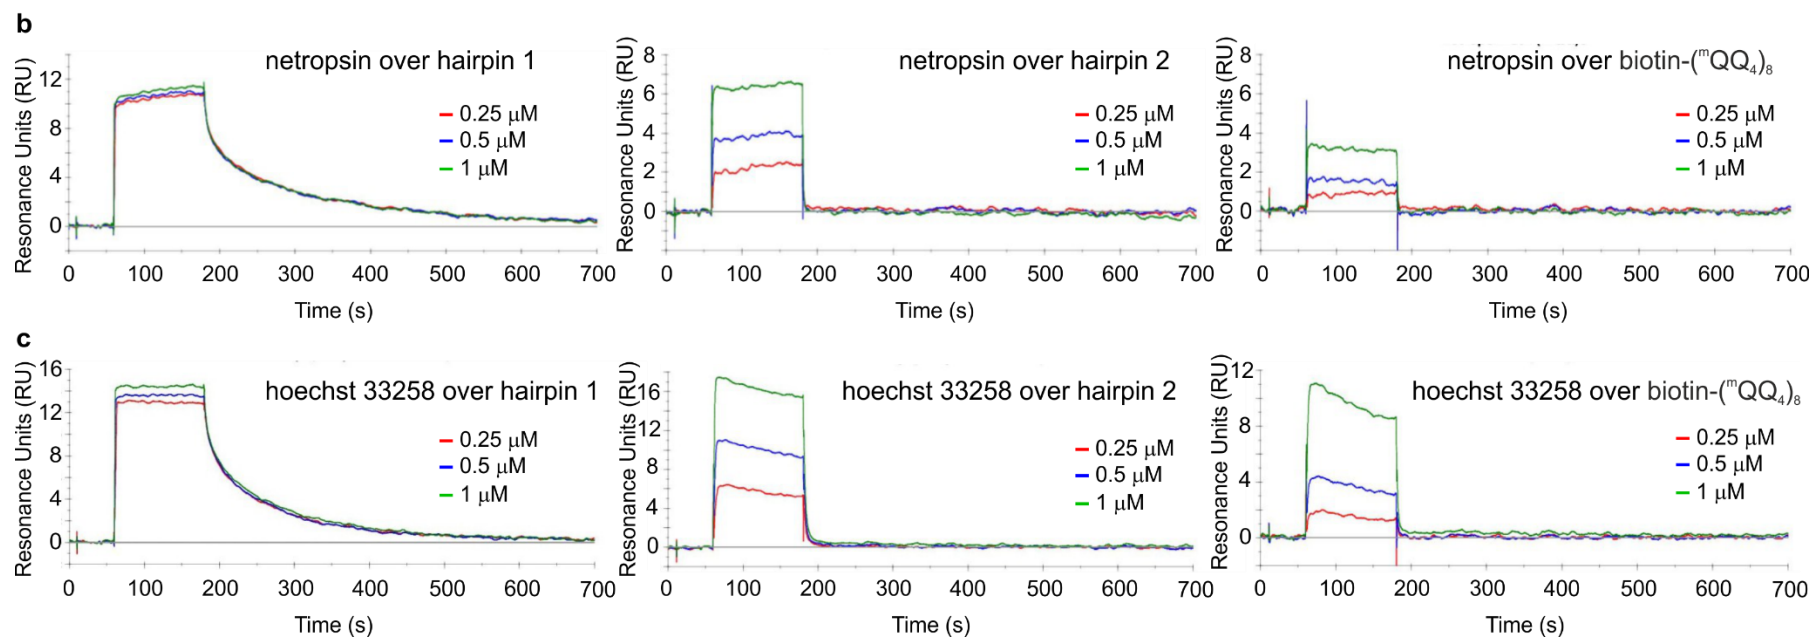 b
netropsin over hairpin 1
Resonance Units (RU)
12
8
4
0
0.25 μM
0.5 μM
1 μM
0 100 200 300 400 500 600 700
Time (s)
netropsin over hairpin 2
Resonance Units (RU)
8
6
4
2
0
0.25 μM
0.5 μM
1 μM
0 100 200 300 400 500 600 700
Time (s)
netropsin over biotin-(ᵐQQ₄)₈
Resonance Units (RU)
8
6
4
2
0
0.25 μM
0.5 μM
1 μM
0 100 200 300 400 500 600 700
Time (s)
c
hoechst 33258 over hairpin 1
Resonance Units (RU)
16
12
8
4
0
0.25 μM
0.5 μM
1 μM
0 100 200 300 400 500 600 700
Time (s)
hoechst 33258 over hairpin 2
Resonance Units (RU)
16
12
8
4
0
0.25 μM
0.5 μM
1 μM
0 100 200 300 400 500 600 700
Time (s)
hoechst 33258 over biotin-(ᵐQQ₄)₈
Resonance Units (RU)
12
8
4
0
0.25 μM
0.5 μM
1 μM
0 100 200 300 400 500 600 700
Time (s)